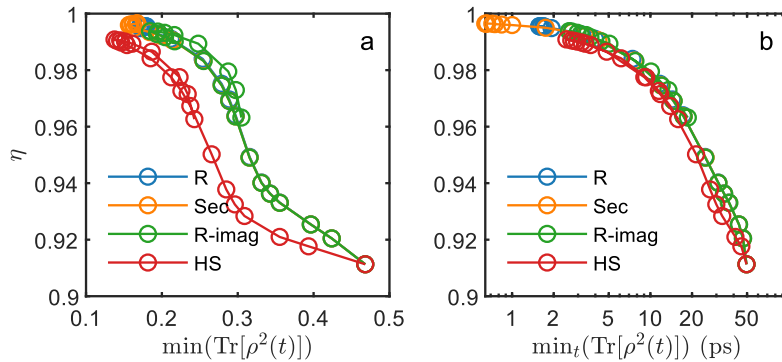 1
0.98
0.96
0.94
0.92
0.9
η
a
R
Sec
R-imag
HS
0.1 0.2 0.3 0.4 0.5
min(Tr[ρ²(t)])
1
0.98
0.96
0.94
0.92
0.9
b
R
Sec
R-imag
HS
1 2 5 10 20 50
minₜ(Tr[ρ²(t)]) (ps)